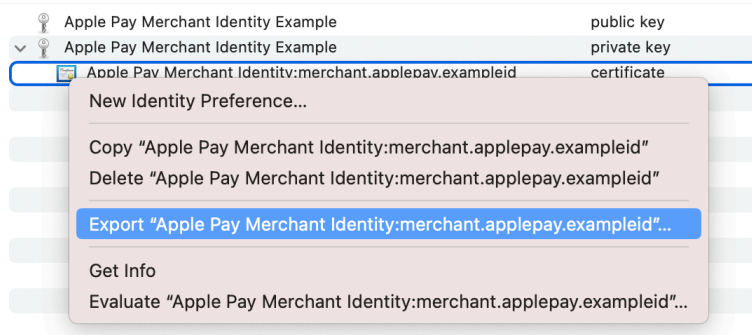 Apple Pay Merchant Identity Example public key
Apple Pay Merchant Identity Example private key
Apple Pay Merchant Identity:merchant.applepay.exampleid certificate
New Identity Preference...
Copy “Apple Pay Merchant Identity:merchant.applepay.exampleid”
Delete “Apple Pay Merchant Identity:merchant.applepay.exampleid”
Export “Apple Pay Merchant Identity:merchant.applepay.exampleid”...
Get Info
Evaluate “Apple Pay Merchant Identity:merchant.applepay.exampleid”...